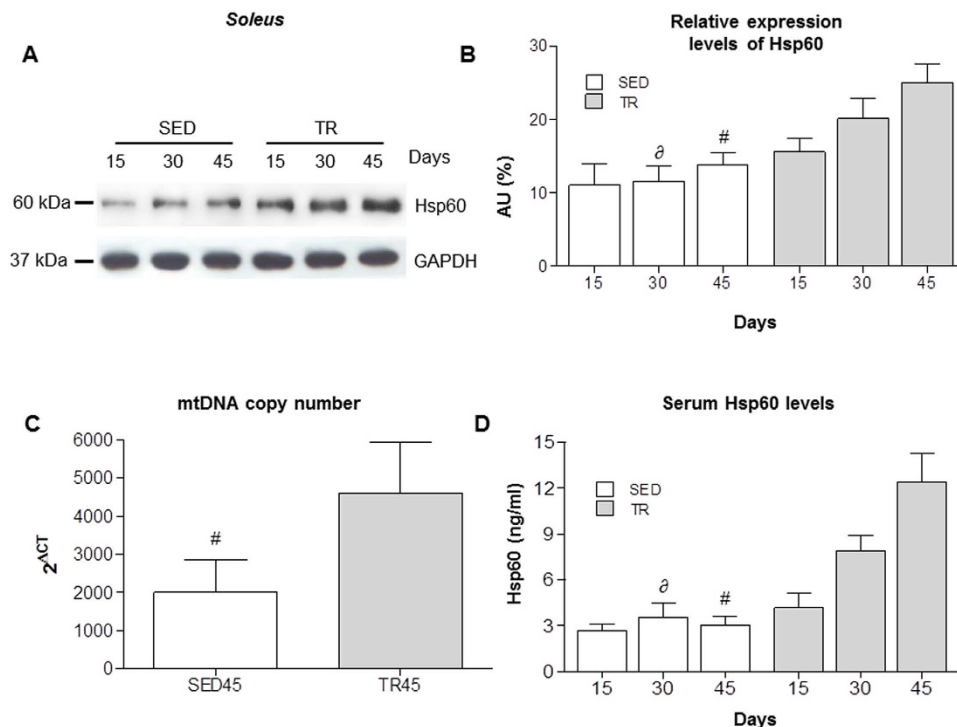 Soleus
A
SED TR
15 30 45 15 30 45 Days
60 kDa Hsp60
37 kDa GAPDH
B
Relative expression
levels of Hsp60
30
20
10
0
AU (%)
SED
TR
∂
#
15 30 45 15 30 45
Days
C
mtDNA copy number
6000
5000
4000
3000
2000
1000
0
2^ΔCT
#
SED45 TR45
D
Serum Hsp60 levels
15
12
9
6
3
0
Hsp60 (ng/ml)
SED
TR
∂
#
15 30 45 15 30 45
Days